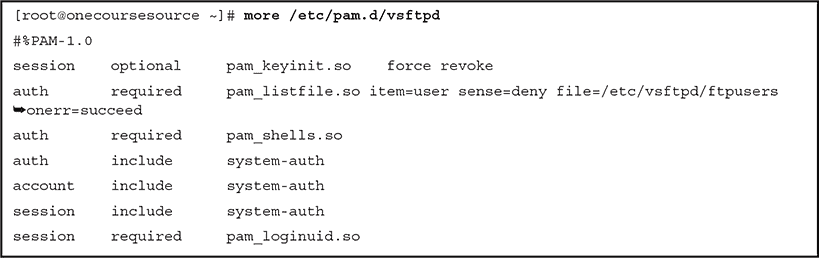 [root@onecoursesource ~]# more /etc/pam.d/vsftpd
#%PAM-1.0
session    optional    pam_keyinit.so    force revoke
auth       required    pam_listfile.so item=user sense=deny file=/etc/vsftpd/ftpusers
➥onerr=succeed
auth       required    pam_shells.so
auth       include     system-auth
account    include     system-auth
session    include     system-auth
session    required    pam_loginuid.so